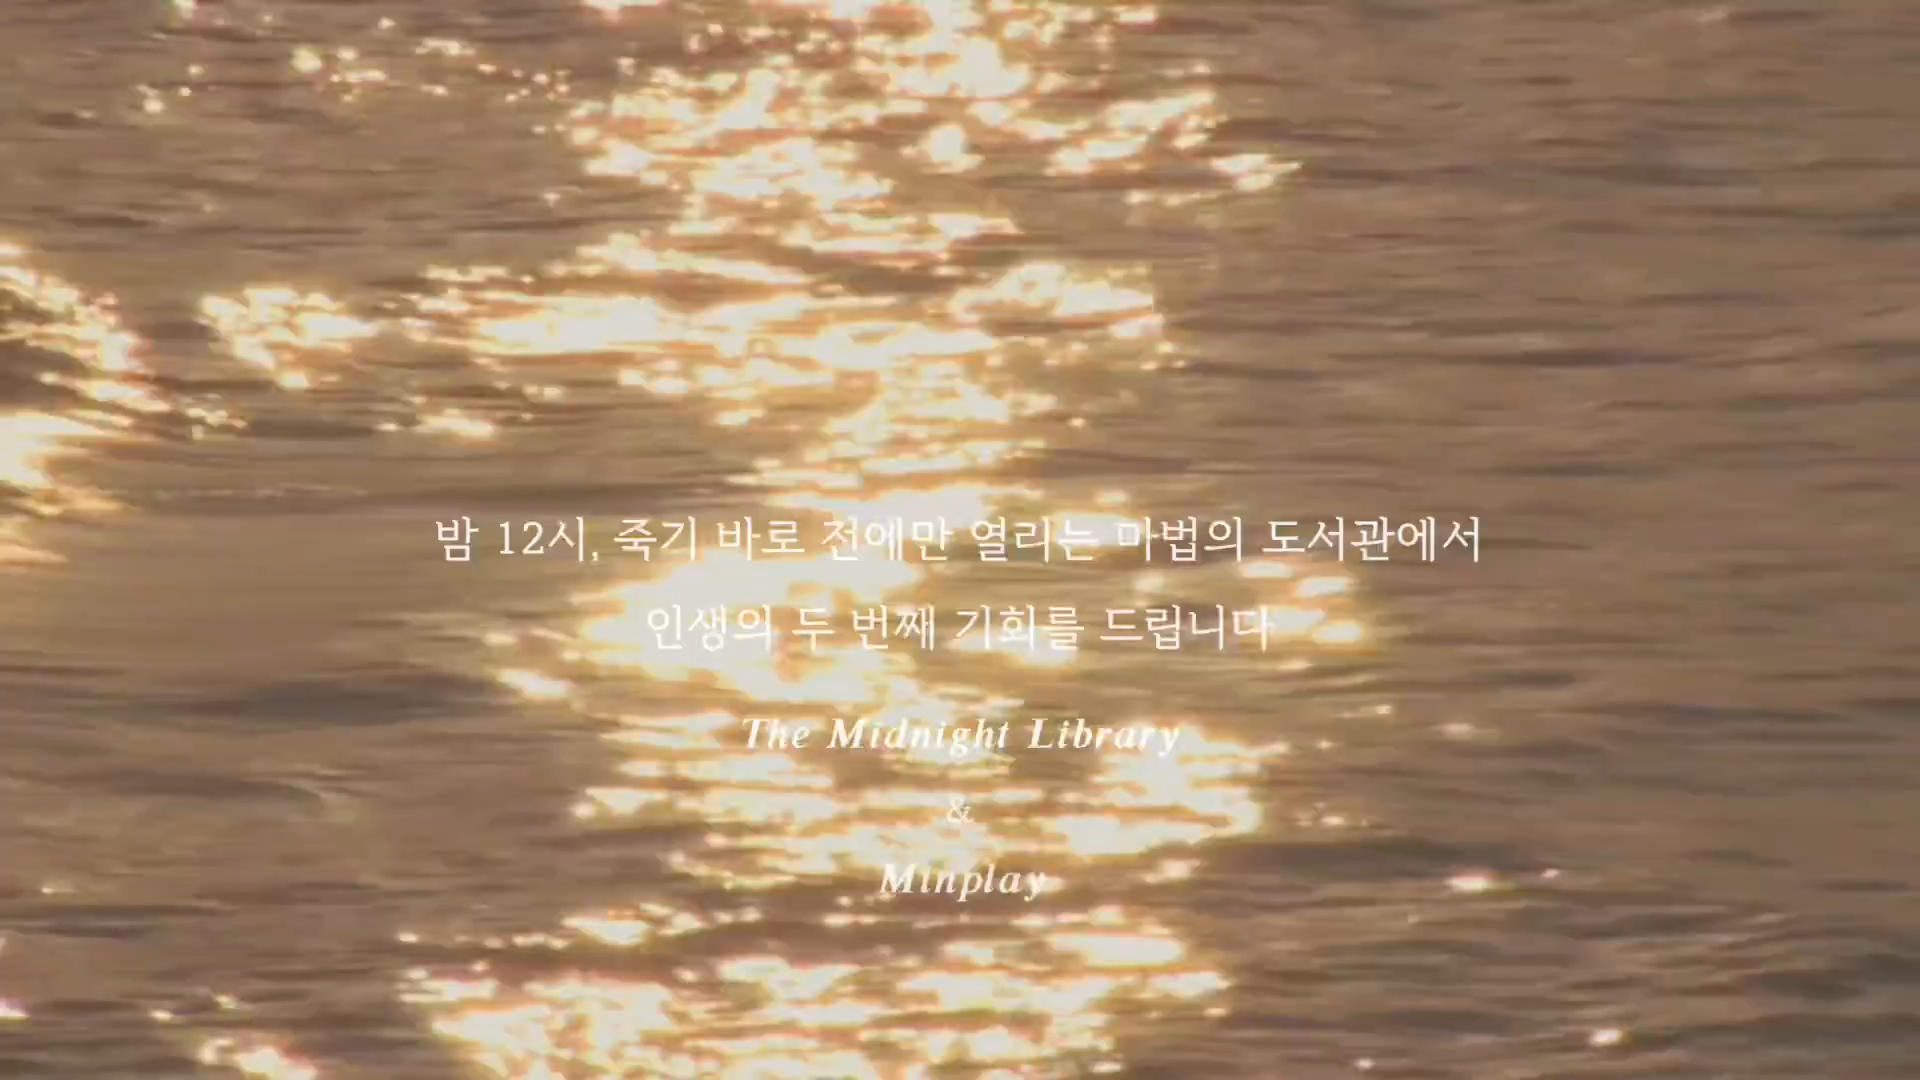 밤 12시, 죽기 바로 전에만 열리는 마법의 도서관에서
인생의 두 번째 기회를 드립니다
The Midnight Library
&
Minplay